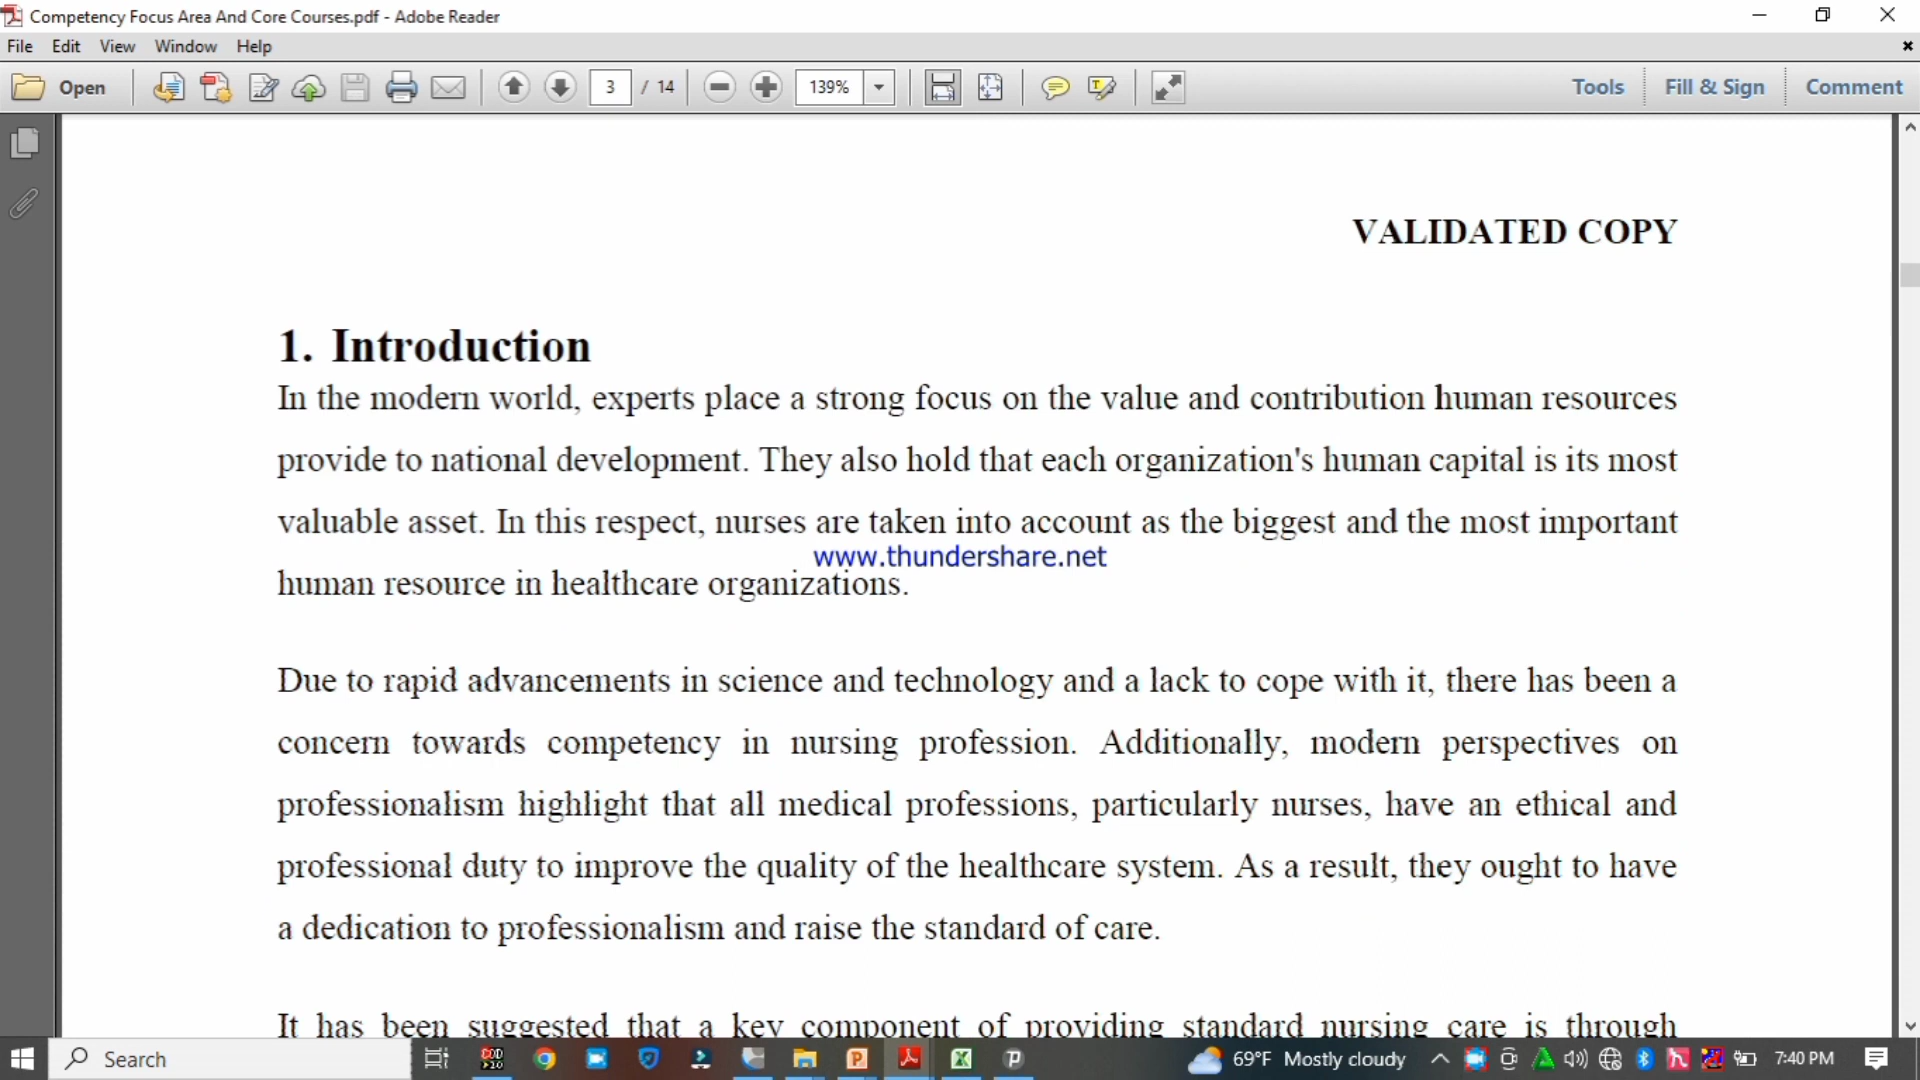 Competency Focus Area And Core Courses.pdf - Adobe Reader
File Edit View Window Help
Open 3 / 14 139% Tools Fill & Sign Comment
VALIDATED COPY
1. Introduction
In the modern world, experts place a strong focus on the value and contribution human resources
provide to national development. They also hold that each organization's human capital is its most
valuable asset. In this respect, nurses are taken into account as the biggest and the most important
www.thundershare.net
human resource in healthcare organizations.
Due to rapid advancements in science and technology and a lack to cope with it, there has been a
concern towards competency in nursing profession. Additionally, modern perspectives on
professionalism highlight that all medical professions, particularly nurses, have an ethical and
professional duty to improve the quality of the healthcare system. As a result, they ought to have
a dedication to professionalism and raise the standard of care.
It has been suggested that a key component of providing standard nursing care is through
Search 69°F Mostly cloudy 7:40 PM